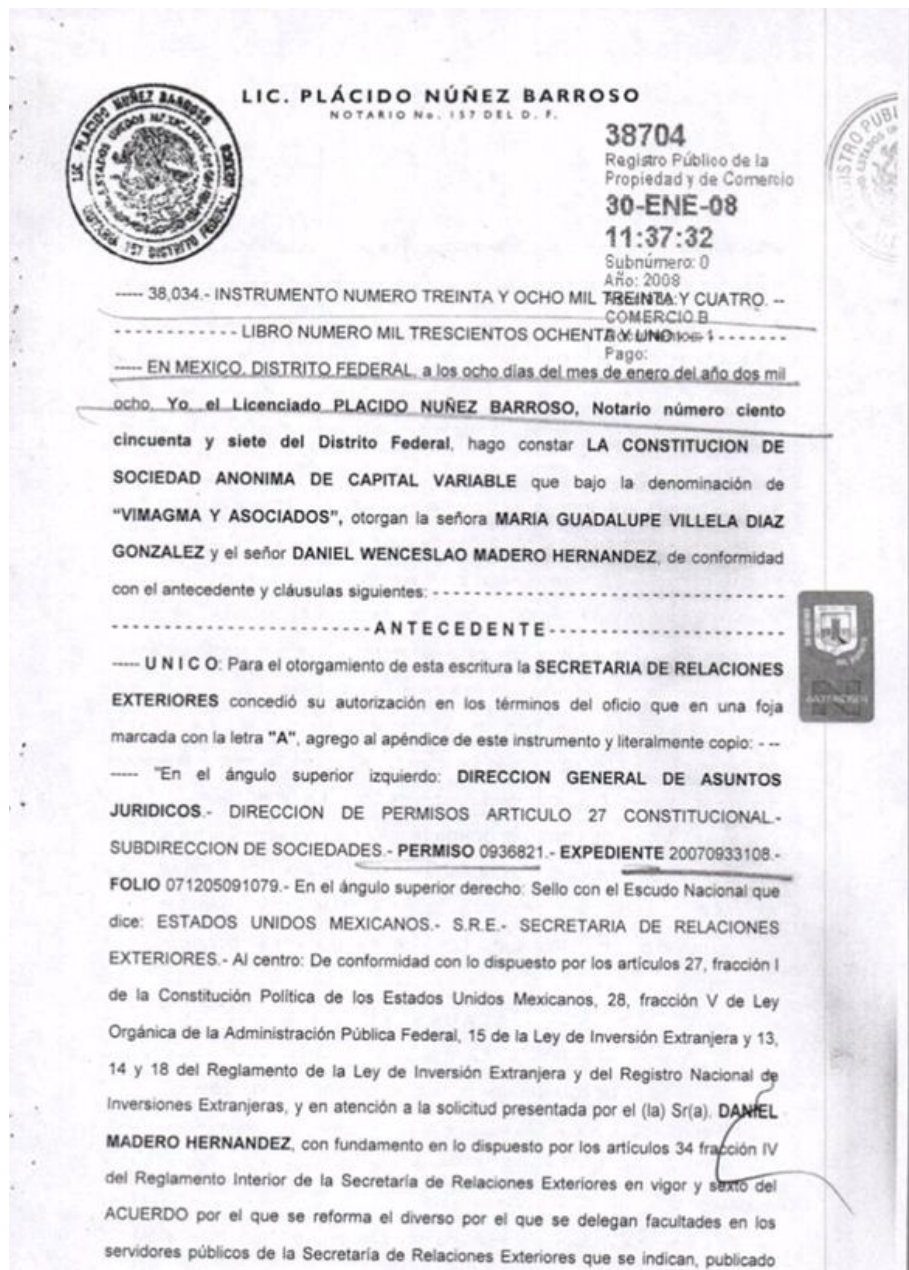 LIC. PLÁCIDO NÚÑEZ BARROSO
NOTARIO No. 157 DEL D. F.
LIC. PLACIDO NUÑEZ BARROSO
ESTADOS UNIDOS MEXICANOS
NOTARIA 157 DISTRITO FEDERAL
38704
Registro Público de la
Propiedad y de Comercio
30-ENE-08
11:37:32
Subnúmero: 0
Año: 2008
COMERCIO B
Pago:
----- 38,034.- INSTRUMENTO NUMERO TREINTA Y OCHO MIL TREINTA Y CUATRO. --
- - - - - - - - - - - - LIBRO NUMERO MIL TRESCIENTOS OCHENTA Y UNO - - - - - - - -
----- EN MEXICO, DISTRITO FEDERAL, a los ocho días del mes de enero del año dos mil
ocho, Yo, el Licenciado PLACIDO NUÑEZ BARROSO, Notario número ciento
cincuenta y siete del Distrito Federal, hago constar LA CONSTITUCION DE
SOCIEDAD ANONIMA DE CAPITAL VARIABLE que bajo la denominación de
"VIMAGMA Y ASOCIADOS", otorgan la señora MARIA GUADALUPE VILLELA DIAZ
GONZALEZ y el señor DANIEL WENCESLAO MADERO HERNANDEZ, de conformidad
con el antecedente y cláusulas siguientes: - - - - - - - - - - - - - - - - - - - - - - - - - - - - - - - - -
- - - - - - - - - - - - - - - - - - - - - - - - A N T E C E D E N T E - - - - - - - - - - - - - - - - - - - - - - -
----- U N I C O: Para el otorgamiento de esta escritura la SECRETARIA DE RELACIONES
EXTERIORES concedió su autorización en los términos del oficio que en una foja
marcada con la letra "A", agrego al apéndice de este instrumento y literalmente copio: - --
----- "En el ángulo superior izquierdo: DIRECCION GENERAL DE ASUNTOS
JURIDICOS.- DIRECCION DE PERMISOS ARTICULO 27 CONSTITUCIONAL.-
SUBDIRECCION DE SOCIEDADES.- PERMISO 0936821.- EXPEDIENTE 20070933108.-
FOLIO 071205091079.- En el ángulo superior derecho: Sello con el Escudo Nacional que
dice: ESTADOS UNIDOS MEXICANOS.- S.R.E.- SECRETARIA DE RELACIONES
EXTERIORES.- Al centro: De conformidad con lo dispuesto por los artículos 27, fracción I
de la Constitución Política de los Estados Unidos Mexicanos, 28, fracción V de Ley
Orgánica de la Administración Pública Federal, 15 de la Ley de Inversión Extranjera y 13,
14 y 18 del Reglamento de la Ley de Inversión Extranjera y del Registro Nacional de
Inversiones Extranjeras, y en atención a la solicitud presentada por el (la) Sr(a). DANIEL
MADERO HERNANDEZ, con fundamento en lo dispuesto por los artículos 34 fracción IV
del Reglamento Interior de la Secretaría de Relaciones Exteriores en vigor y sexto del
ACUERDO por el que se reforma el diverso por el que se delegan facultades en los
servidores públicos de la Secretaría de Relaciones Exteriores que se indican, publicado